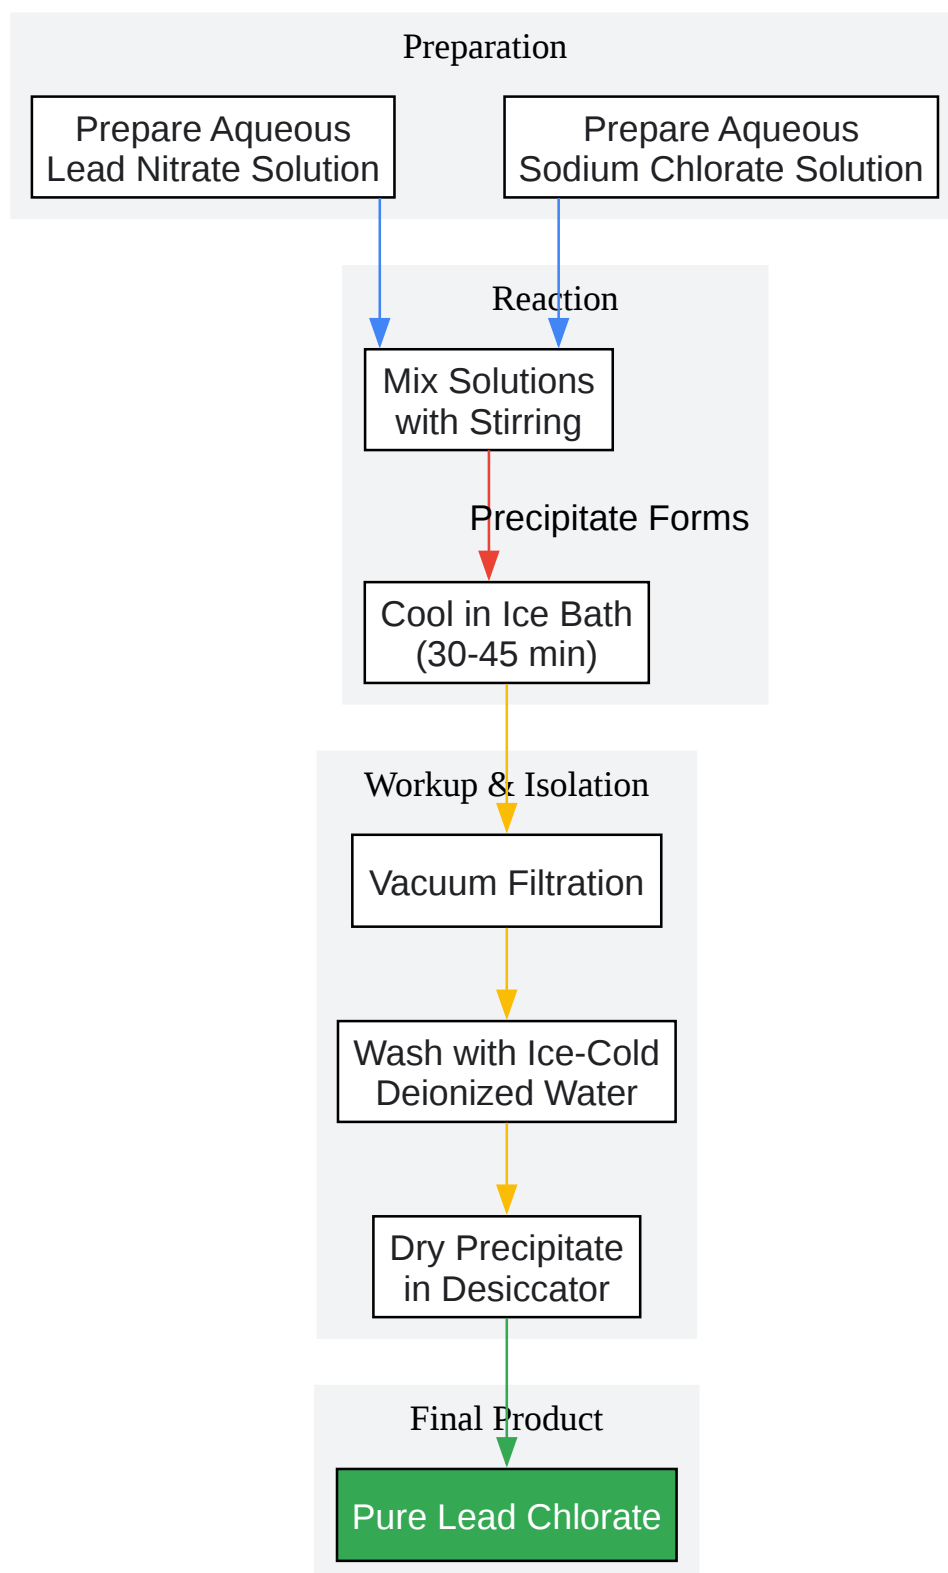 Preparation
Prepare Aqueous
Lead Nitrate Solution
Prepare Aqueous
Sodium Chlorate Solution
Reaction
Mix Solutions
with Stirring
Precipitate Forms
Cool in Ice Bath
(30-45 min)
Workup & Isolation
Vacuum Filtration
Wash with Ice-Cold
Deionized Water
Dry Precipitate
in Desiccator
Final Product
Pure Lead Chlorate